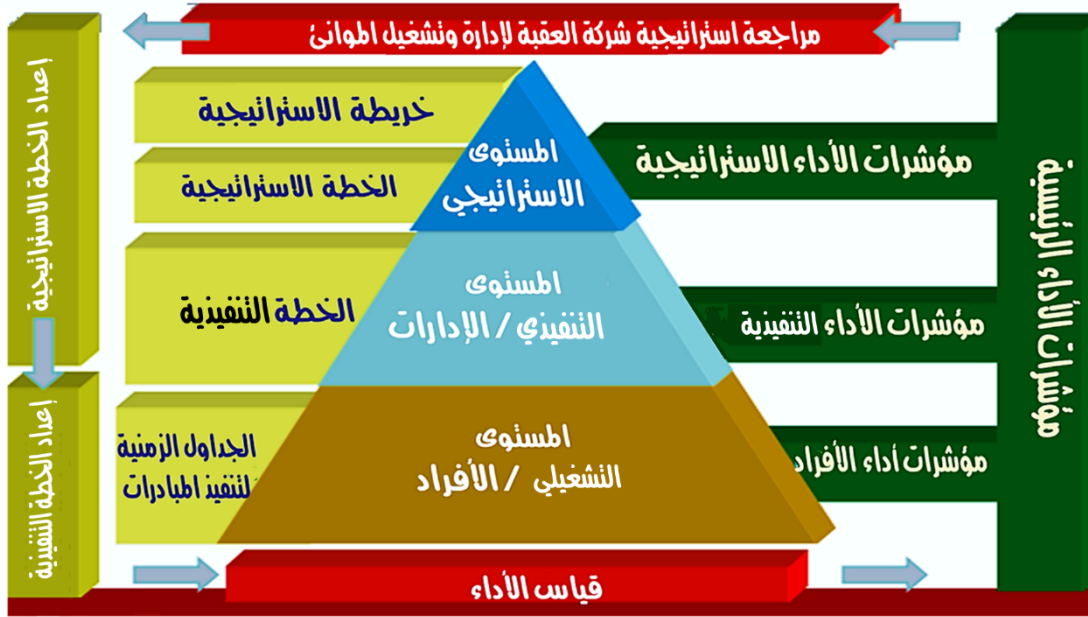 مراجعة استراتيجية شركة العقبة لإدارة وتشغيل الموانئ
مؤشرات الأداء الرئيسية
مؤشرات الأداء الاستراتيجية
مؤشرات الأداء التنفيذية
مؤشرات أداء الأفراد
المستوى
الاستراتيجي
المستوى
التنفيذي / الإدارات
المستوى
التشغيلي / الأفراد
خريطة الاستراتيجية
الخطة الاستراتيجية
الخطة التنفيذية
الجداول الزمنية
لتنفيذ المبادرات
إعداد الخطة الاستراتيجية
إعداد الخطة التنفيذية
قياس الأداء